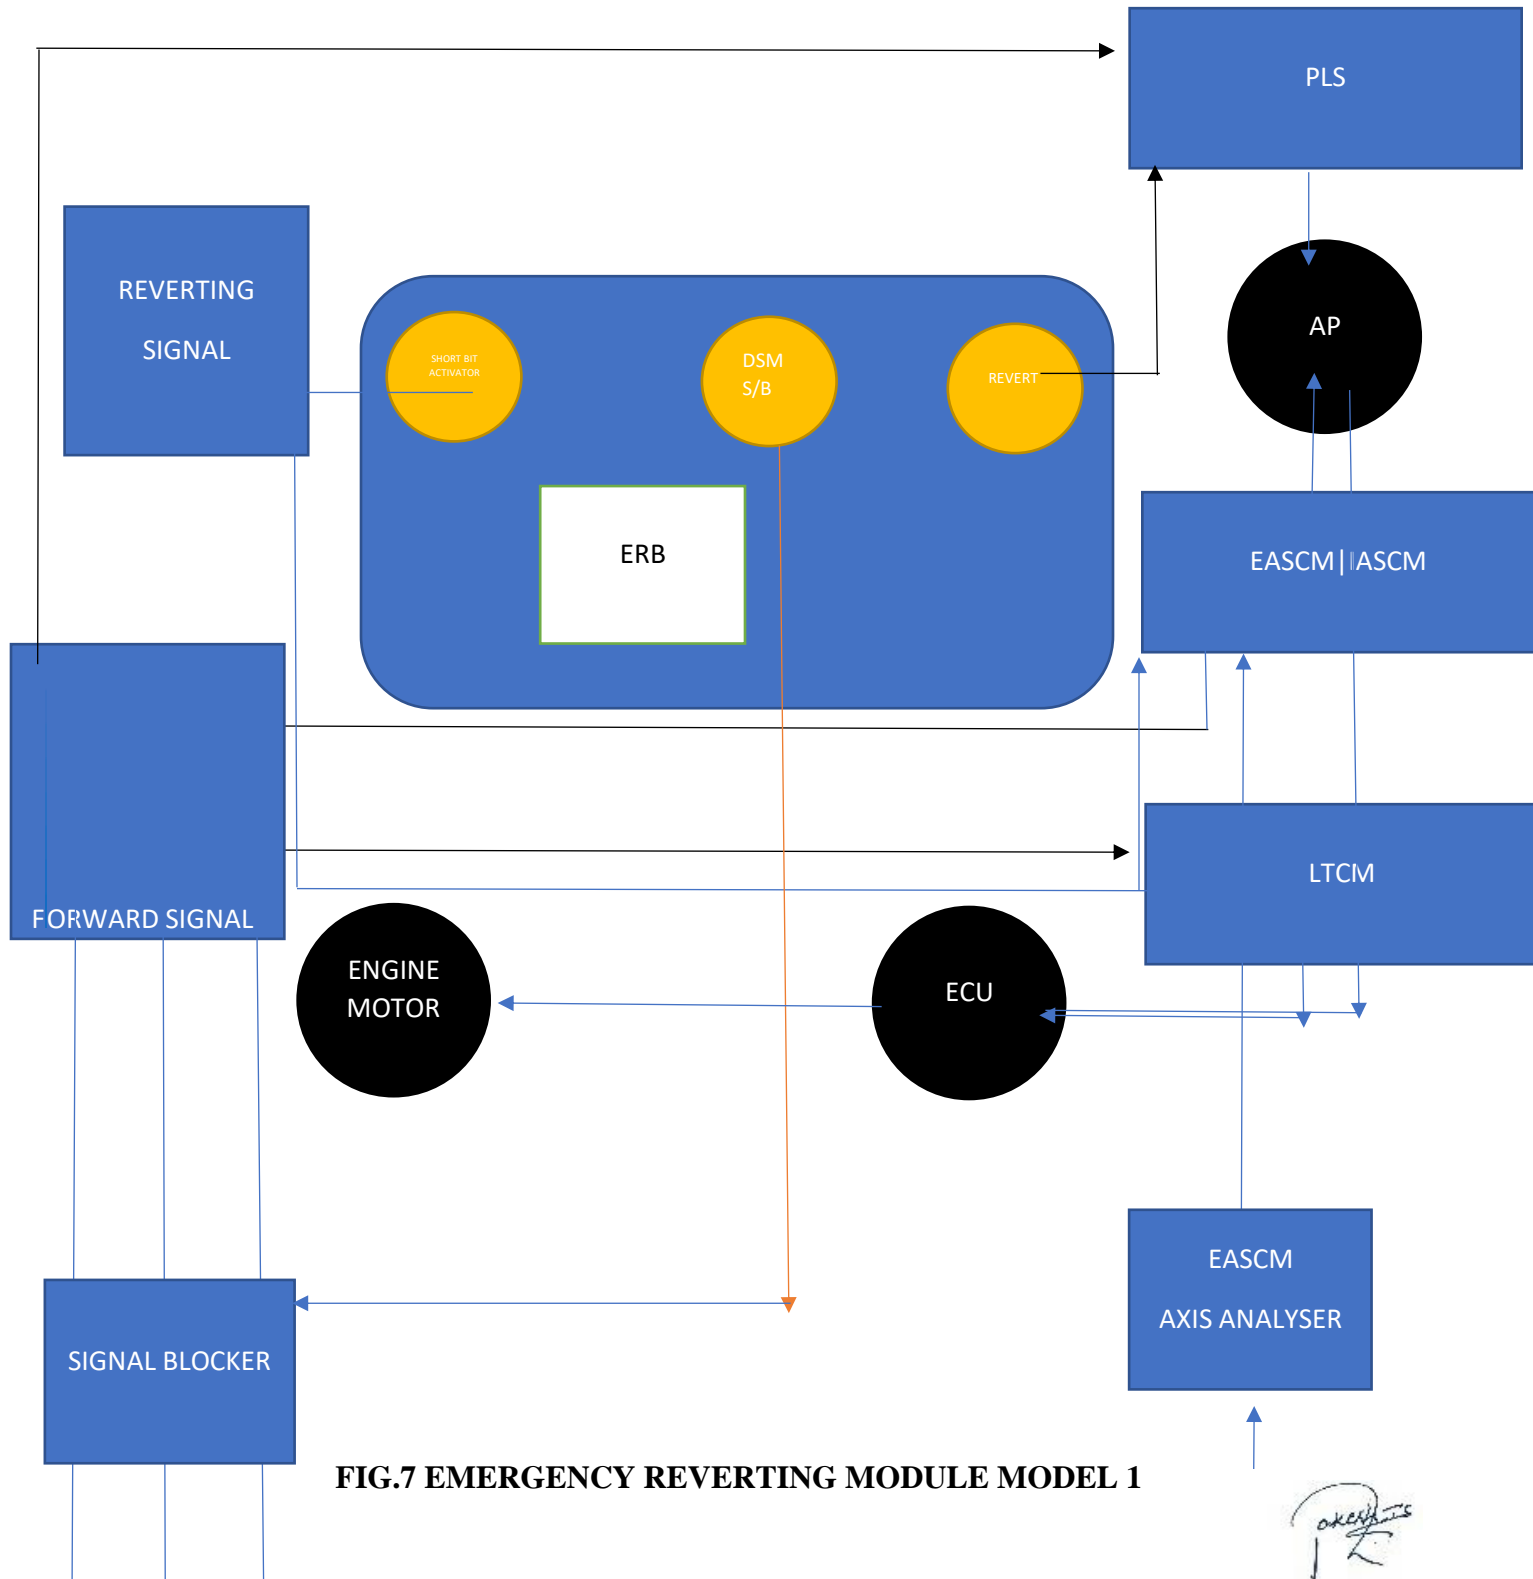 PLS
REVERTING
SIGNAL
AP
SHORT BIT
ACTIVATOR
DSM
S/B
REVERT
ERB
EASCM|IASCM
LTCM
FORWARD SIGNAL
ENGINE
MOTOR
ECU
EASCM
AXIS ANALYSER
SIGNAL BLOCKER
FIG.7 EMERGENCY REVERTING MODULE MODEL 1